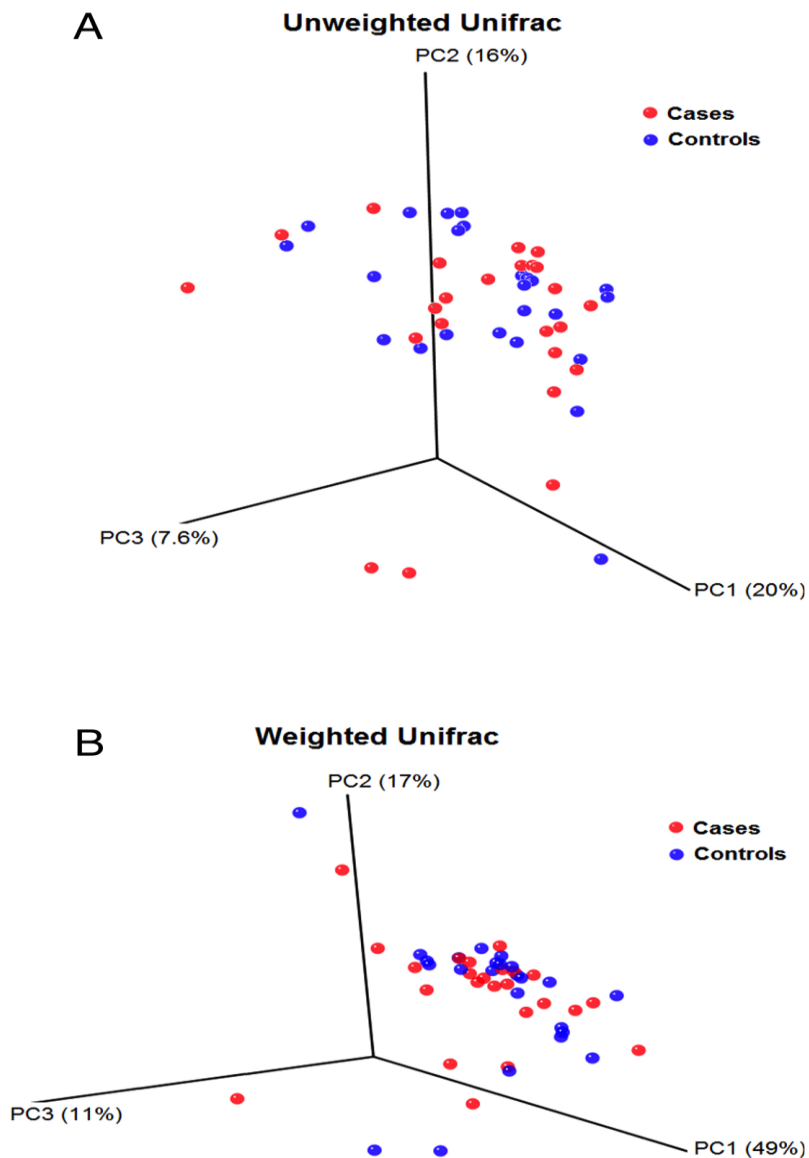 A
Unweighted Unifrac
PC2 (16%)
Cases
Controls
PC3 (7.6%)
PC1 (20%)
B
Weighted Unifrac
PC2 (17%)
Cases
Controls
PC3 (11%)
PC1 (49%)